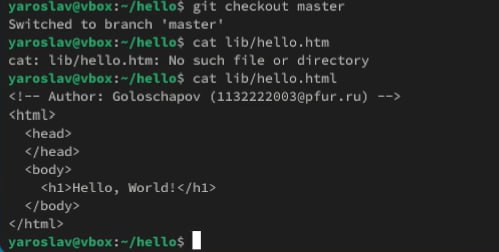 yaroslav@vbox:~/hello$ git checkout master
Switched to branch 'master'
yaroslav@vbox:~/hello$ cat lib/hello.htm
cat: lib/hello.htm: No such file or directory
yaroslav@vbox:~/hello$ cat lib/hello.html
<!-- Author: Goloschapov (1132222003@pfur.ru) -->
<html>
  <head>
  </head>
  <body>
    <h1>Hello, World!</h1>
  </body>
</html>
yaroslav@vbox:~/hello$